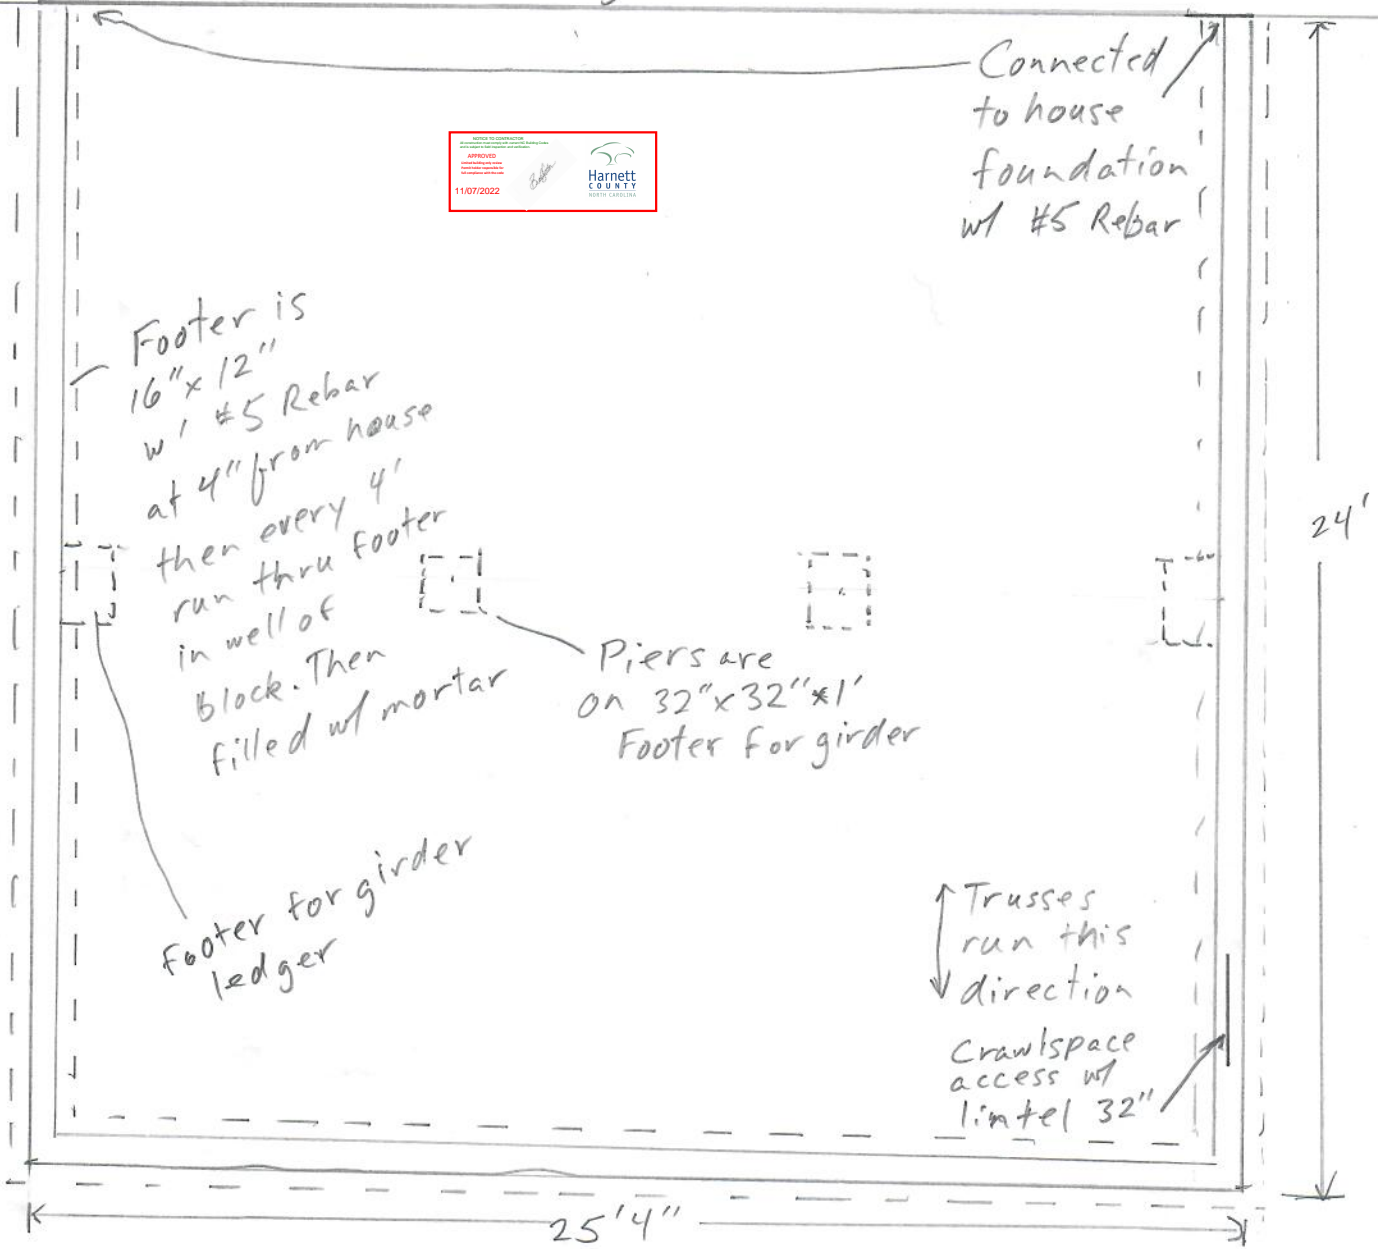 Connected
to house
foundation
w/ #5 Rebar
NOTICE TO CONTRACTOR
APPROVED
11/07/2022
Harnett
COUNTY
NORTH CAROLINA
Footer is
16"x 12"
w/ #5 Rebar
at 4" from house
then every 4'
run thru footer
in well of
Block. Then
filled w/ mortar
24'
Piers are
on 32"x32"x1'
Footer for girder
Footer for girder
ledger
Trusses
run this
direction
Crawlspace
access w/
lintel 32"
25'4"